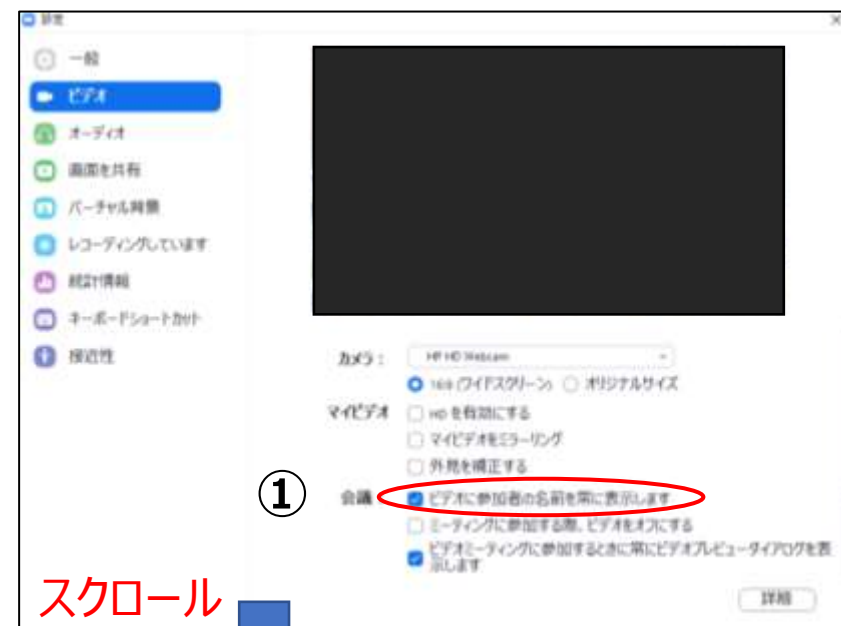 設定
一般
ビデオ
オーディオ
画面を共有
バーチャル背景
レコーディングしています
統計情報
キーボードショートカット
接近性
カメラ:
HP HD Webcam
16:9 (ワイドスクリーン) オリジナルサイズ
マイビデオ
HD を有効にする
マイビデオをミラーリング
外見を補正する
①
会議
ビデオに参加者の名前を常に表示します
ミーティングに参加する際、ビデオをオフにする
ビデオミーティングに参加するときに常にビデオプレビューダイアログを表
示します
スクロール
詳細